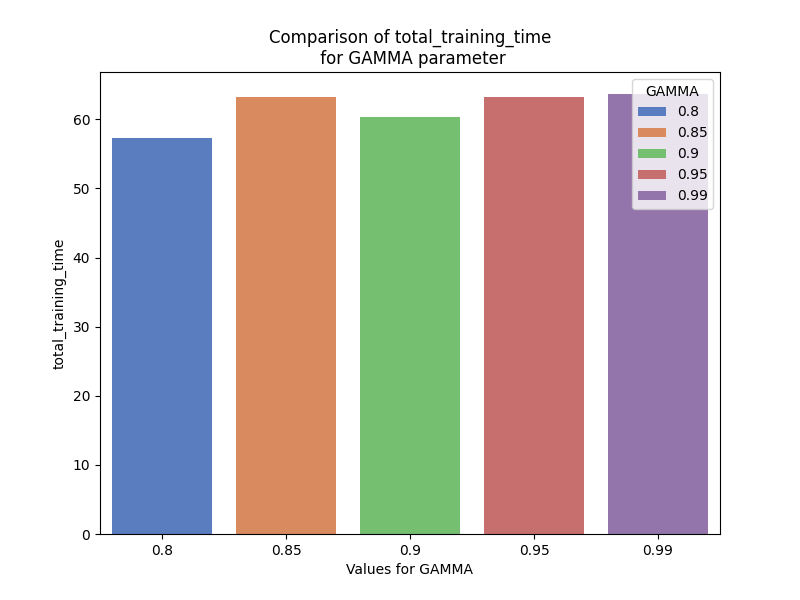 Comparison of total_training_time
for GAMMA parameter
total_training_time
60
50
40
30
20
10
0
GAMMA
0.8
0.85
0.9
0.95
0.99
0.8 0.85 0.9 0.95 0.99
Values for GAMMA